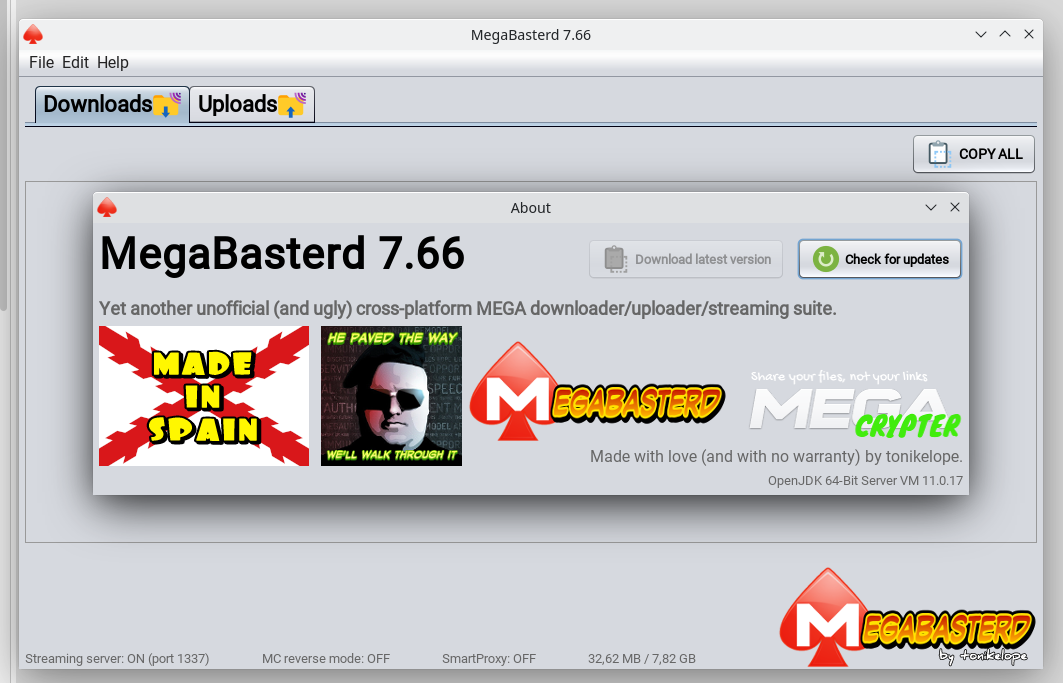 MegaBasterd 7.66
File Edit Help
Downloads Uploads
COPY ALL
About
MegaBasterd 7.66
Download latest version
Check for updates
Yet another unofficial (and ugly) cross-platform MEGA downloader/uploader/streaming suite.
MADE
IN
SPAIN
HE PAVED THE WAY
WE'LL WALK THROUGH IT
MEGABASTERD
Share your files, not your links
MEGA
CRYPTER
Made with love (and with no warranty) by tonikelope.
OpenJDK 64-Bit Server VM 11.0.17
MEGABASTERD
by tonikelope
Streaming server: ON (port 1337) MC reverse mode: OFF SmartProxy: OFF 32,62 MB / 7,82 GB